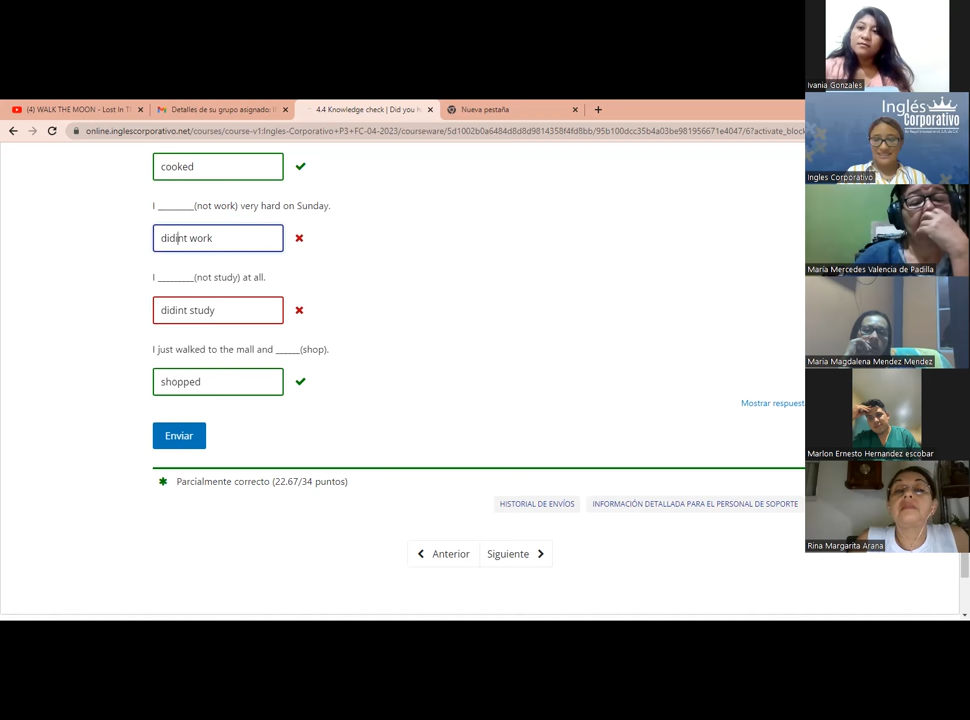 Ivania Gonzales
(4) WALK THE MOON - Lost In T
Detalles de su grupo asignado: I
4.4 Knowledge check | Did you h
Nueva pestaña
online.inglescorporativo.net/courses/course-v1:Ingles-Corporativo+P3+FC-04-2023/courseware/5d1002b0a6484d8d8d9814358f4fd8bb/95b100dcc35b4a03be981956671e4047/6?activate_bloc
Inglés
Corporativo
Ingles Corporativo
cooked
I ________(not work) very hard on Sunday.
didint work
María Mercedes Valencia de Padilla
I ________(not study) at all.
didint study
I just walked to the mall and _____(shop).
Maria Magdalena Mendez Mendez
shopped
Mostrar respuest
Enviar
Marlon Ernesto Hernandez escobar
Parcialmente correcto (22.67/34 puntos)
HISTORIAL DE ENVÍOS
INFORMACIÓN DETALLADA PARA EL PERSONAL DE SOPORTE
Rina Margarita Arana
Anterior
Siguiente